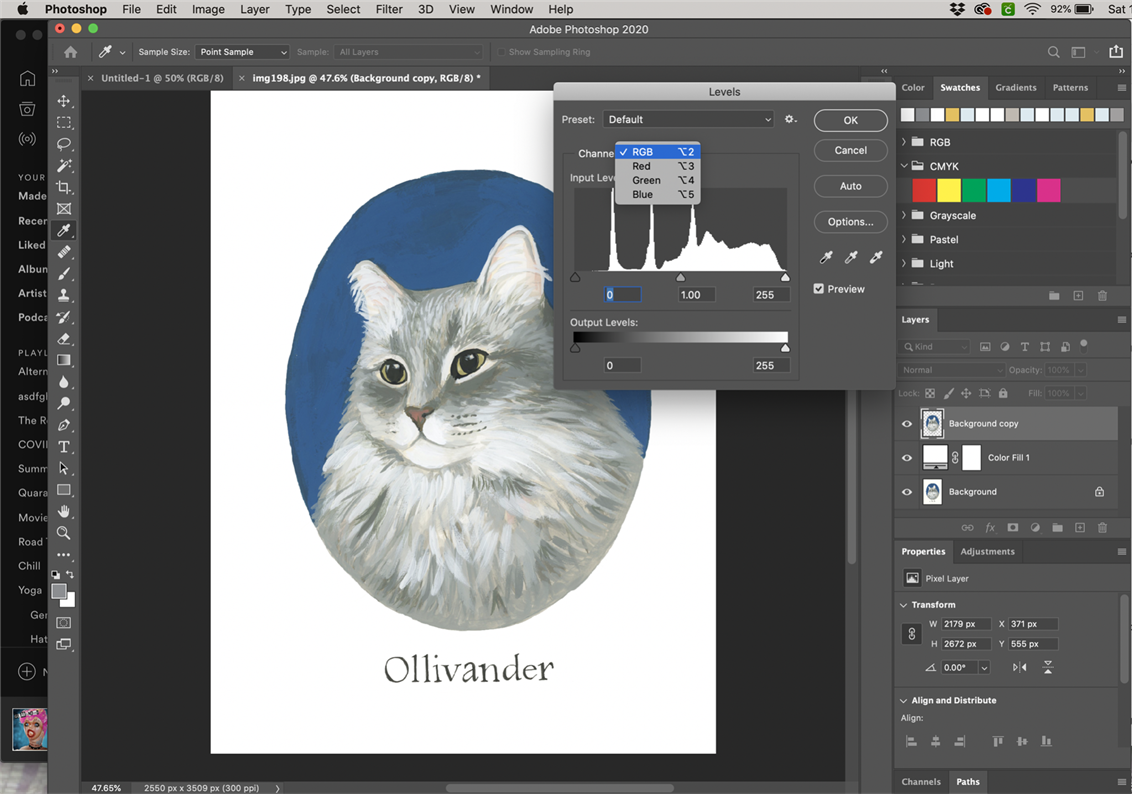 Photoshop File Edit Image Layer Type Select Filter 3D View Window Help 92% Sat
Adobe Photoshop 2020
Sample Size: Point Sample Sample: All Layers Show Sampling Ring
Untitled-1 @ 50% (RGB/8) img198.jpg @ 47.6% (Background copy, RGB/8) *
YOUR
Made
Recen
Liked
Albun
Artist
Podca
PLAYL
Altern
asdfgl
The R
COVI
Summ
Quara
Movie
Road
Chill
Yoga
Gen
Hat
Ollivander
47.65% 2550 px x 3509 px (300 ppi)
Levels
Preset: Default
Channe
RGB ⌥2
Red ⌥3
Green ⌥4
Blue ⌥5
Input Leve
0 1.00 255
Output Levels:
0 255
OK
Cancel
Auto
Options...
Preview
Color Swatches Gradients Patterns
RGB
CMYK
Grayscale
Pastel
Light
Layers
Kind
Normal Opacity: 100%
Lock: Fill: 100%
Background copy
Color Fill 1
Background
fx
Properties Adjustments
Pixel Layer
Transform
W 2179 px X 371 px
H 2672 px Y 555 px
0.00°
Align and Distribute
Align:
Channels Paths